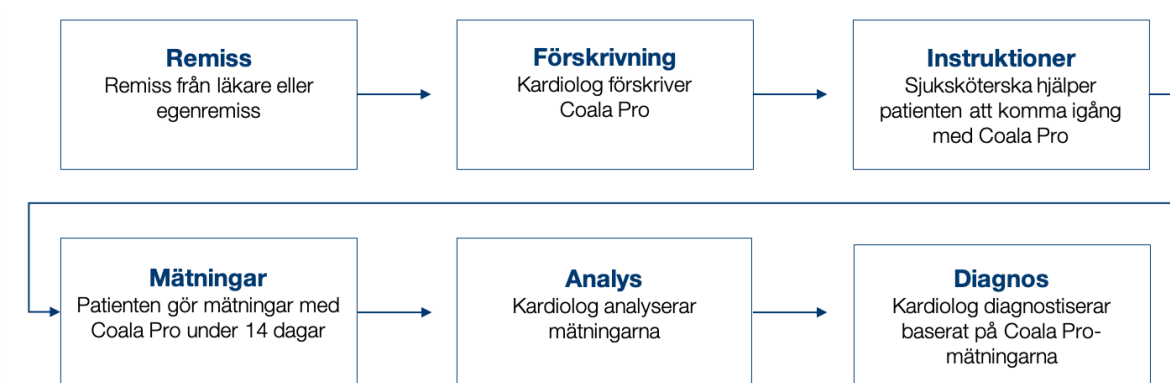 Remiss
Remiss från läkare eller
egenremiss
Förskrivning
Kardiolog förskriver
Coala Pro
Instruktioner
Sjuksköterska hjälper
patienten att komma igång
med Coala Pro
Mätningar
Patienten gör mätningar med
Coala Pro under 14 dagar
Analys
Kardiolog analyserar
mätningarna
Diagnos
Kardiolog diagnostiserar
baserat på Coala Pro-
mätningarna